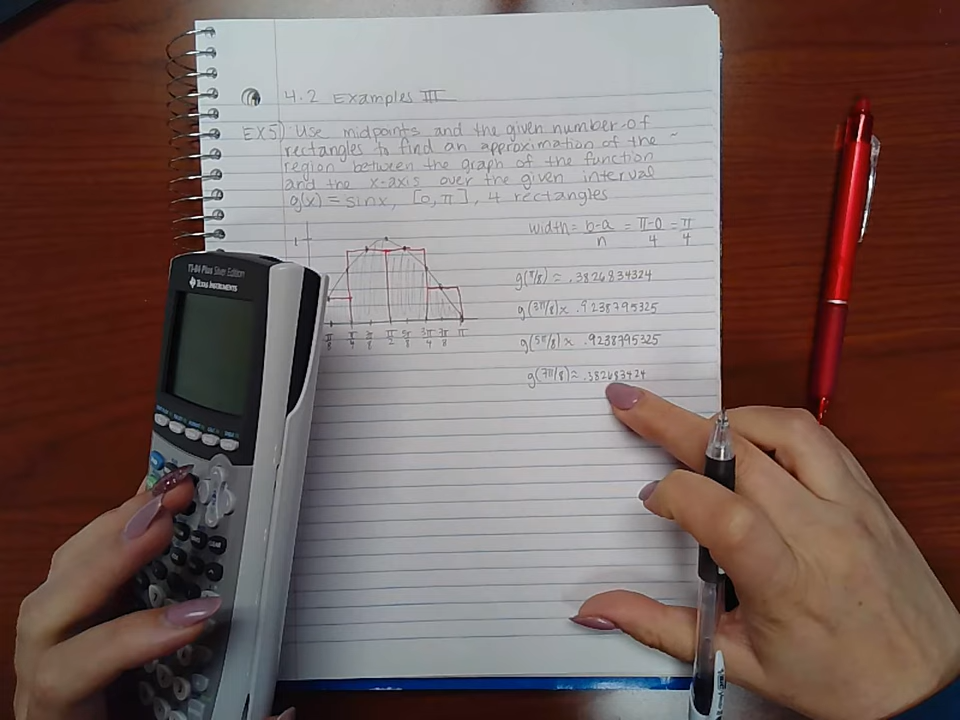 4.2 Examples III
EX5) Use midpoints and the given number of
rectangles to find an approximation of the
region between the graph of the function
and the x-axis over the given interval
g(x) = sinx, [0,π], 4 rectangles
width = b-a/n = π-0/4 = π/4
1
g(π/8) ≈ .3826834324
g(3π/8) ≈ .9238795325
g(5π/8) ≈ .9238795325
g(7π/8) ≈ .382683424
π/8 π/4 3π/8 π/2 5π/8 3π/4 7π/8 π
TI-84 Plus Silver Edition
TEXAS INSTRUMENTS